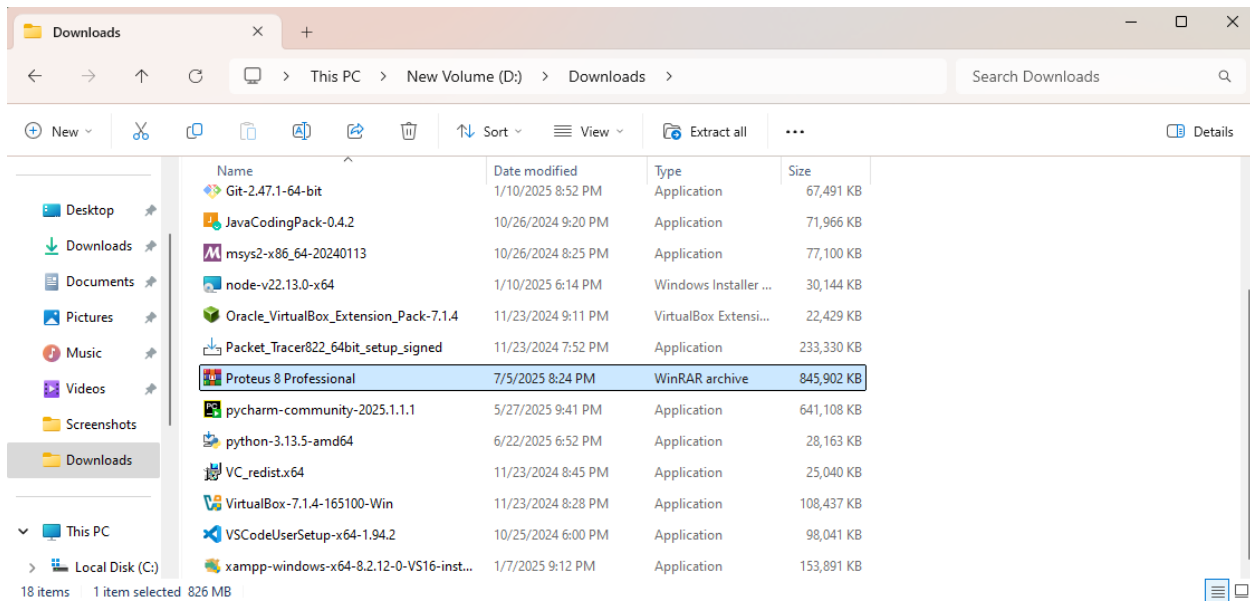 Downloads
This PC > New Volume (D:) > Downloads >
Search Downloads
New
Sort
View
Extract all
Details
Name Date modified Type Size
Git-2.47.1-64-bit 1/10/2025 8:52 PM Application 67,491 KB
JavaCodingPack-0.4.2 10/26/2024 9:20 PM Application 71,966 KB
msys2-x86_64-20240113 10/26/2024 8:25 PM Application 77,100 KB
node-v22.13.0-x64 1/10/2025 6:14 PM Windows Installer ... 30,144 KB
Oracle_VirtualBox_Extension_Pack-7.1.4 11/23/2024 9:11 PM VirtualBox Extensi... 22,429 KB
Packet_Tracer822_64bit_setup_signed 11/23/2024 7:52 PM Application 233,330 KB
Proteus 8 Professional 7/5/2025 8:24 PM WinRAR archive 845,902 KB
pycharm-community-2025.1.1.1 5/27/2025 9:41 PM Application 641,108 KB
python-3.13.5-amd64 6/22/2025 6:52 PM Application 28,163 KB
VC_redist.x64 11/23/2024 8:45 PM Application 25,040 KB
VirtualBox-7.1.4-165100-Win 11/23/2024 8:28 PM Application 108,437 KB
VSCodeUserSetup-x64-1.94.2 10/25/2024 6:00 PM Application 98,041 KB
xampp-windows-x64-8.2.12-0-VS16-inst... 1/7/2025 9:12 PM Application 153,891 KB
Desktop
Downloads
Documents
Pictures
Music
Videos
Screenshots
Downloads
This PC
Local Disk (C:)
18 items 1 item selected 826 MB